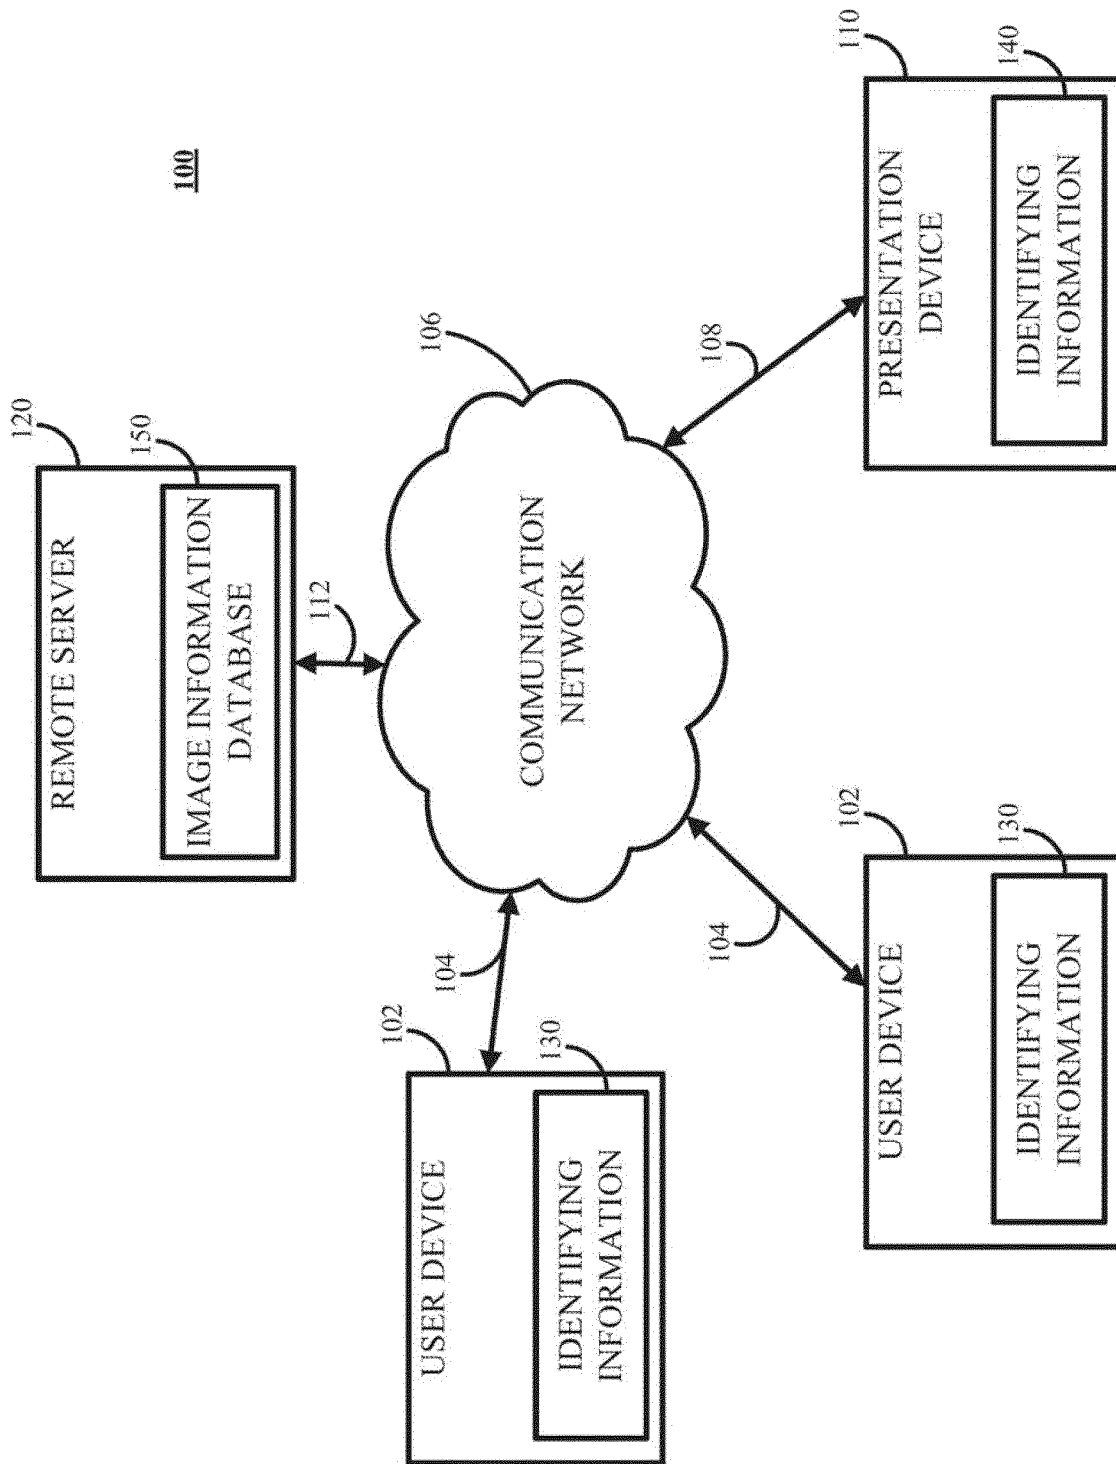 100
120
REMOTE SERVER
150
IMAGE INFORMATION
DATABASE
112
106
COMMUNICATION
NETWORK
104
102
USER DEVICE
130
IDENTIFYING
INFORMATION
104
102
USER DEVICE
130
IDENTIFYING
INFORMATION
108
110
PRESENTATION
DEVICE
140
IDENTIFYING
INFORMATION